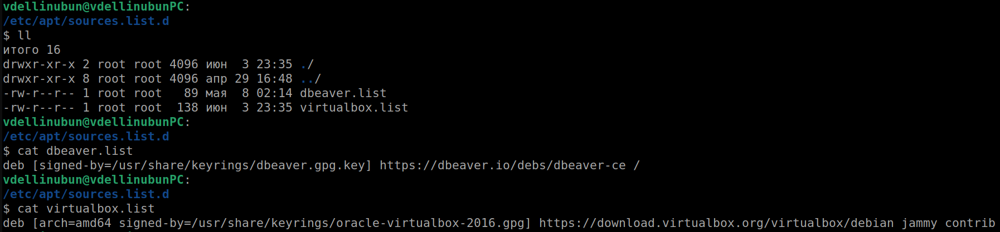 vdellinubun@vdellinubunPC:
/etc/apt/sources.list.d
$ ll
итого 16
drwxr-xr-x 2 root root 4096 июн  3 23:35 ./
drwxr-xr-x 8 root root 4096 апр 29 16:48 ../
-rw-r--r-- 1 root root   89 мая  8 02:14 dbeaver.list
-rw-r--r-- 1 root root  138 июн  3 23:35 virtualbox.list
vdellinubun@vdellinubunPC:
/etc/apt/sources.list.d
$ cat dbeaver.list
deb [signed-by=/usr/share/keyrings/dbeaver.gpg.key] https://dbeaver.io/debs/dbeaver-ce /
vdellinubun@vdellinubunPC:
/etc/apt/sources.list.d
$ cat virtualbox.list
deb [arch=amd64 signed-by=/usr/share/keyrings/oracle-virtualbox-2016.gpg] https://download.virtualbox.org/virtualbox/debian jammy contrib